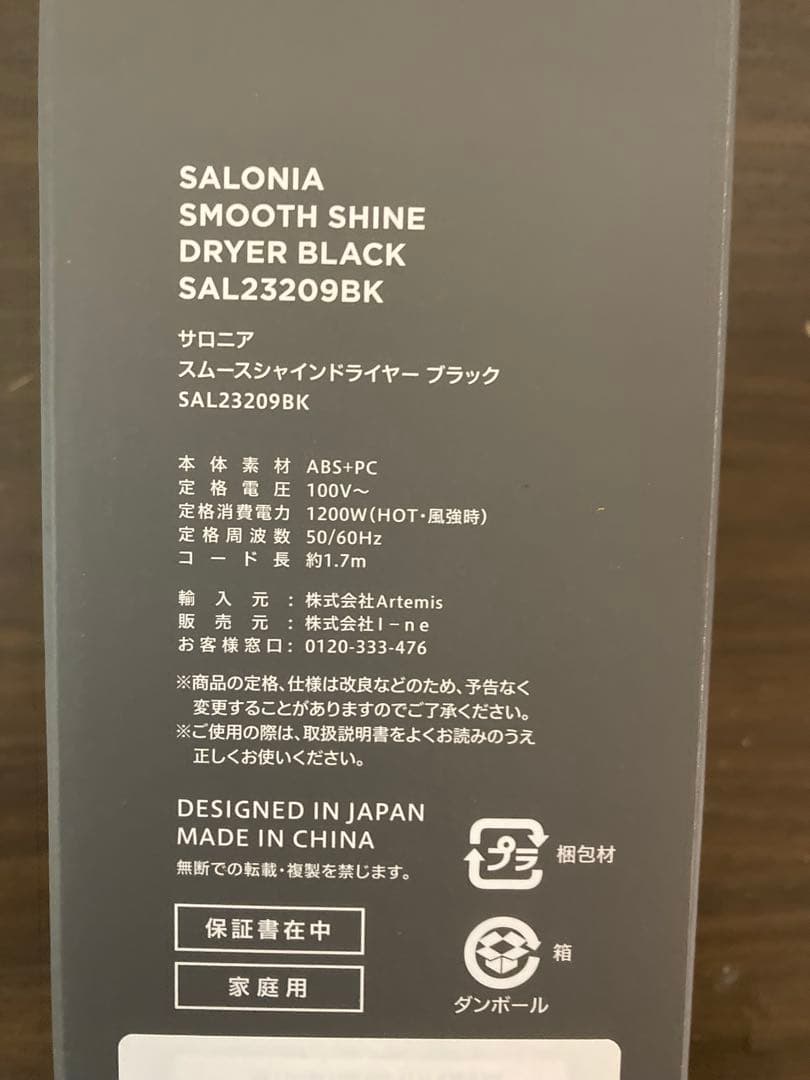 SALONIA
SMOOTH SHINE
DRYER BLACK
SAL23209BK
サロニア
スムースシャインドライヤー ブラック
SAL23209BK
本体素材 ABS+PC
定格電圧 100V～
定格消費電力 1200W(HOT・風強時)
定格周波数 50/60Hz
コード長 約1.7m
輸入元: 株式会社Artemis
販売元: 株式会社I-ne
お客様窓口: 0120-333-476
※商品の定格、仕様は改良などのため、予告なく
変更することがありますのでご了承ください。
※ご使用の際は、取扱説明書をよくお読みのうえ
正しくお使いください。
DESIGNED IN JAPAN
MADE IN CHINA
無断での転載・複製を禁じます。
プラ 梱包材
保証書在中
箱
家庭用
ダンボール